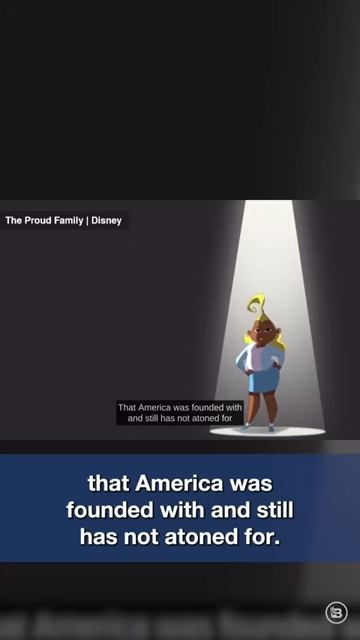 The Proud Family | Disney
That America was founded with
and still has not atoned for
that America was
founded with and still
has not atoned for.